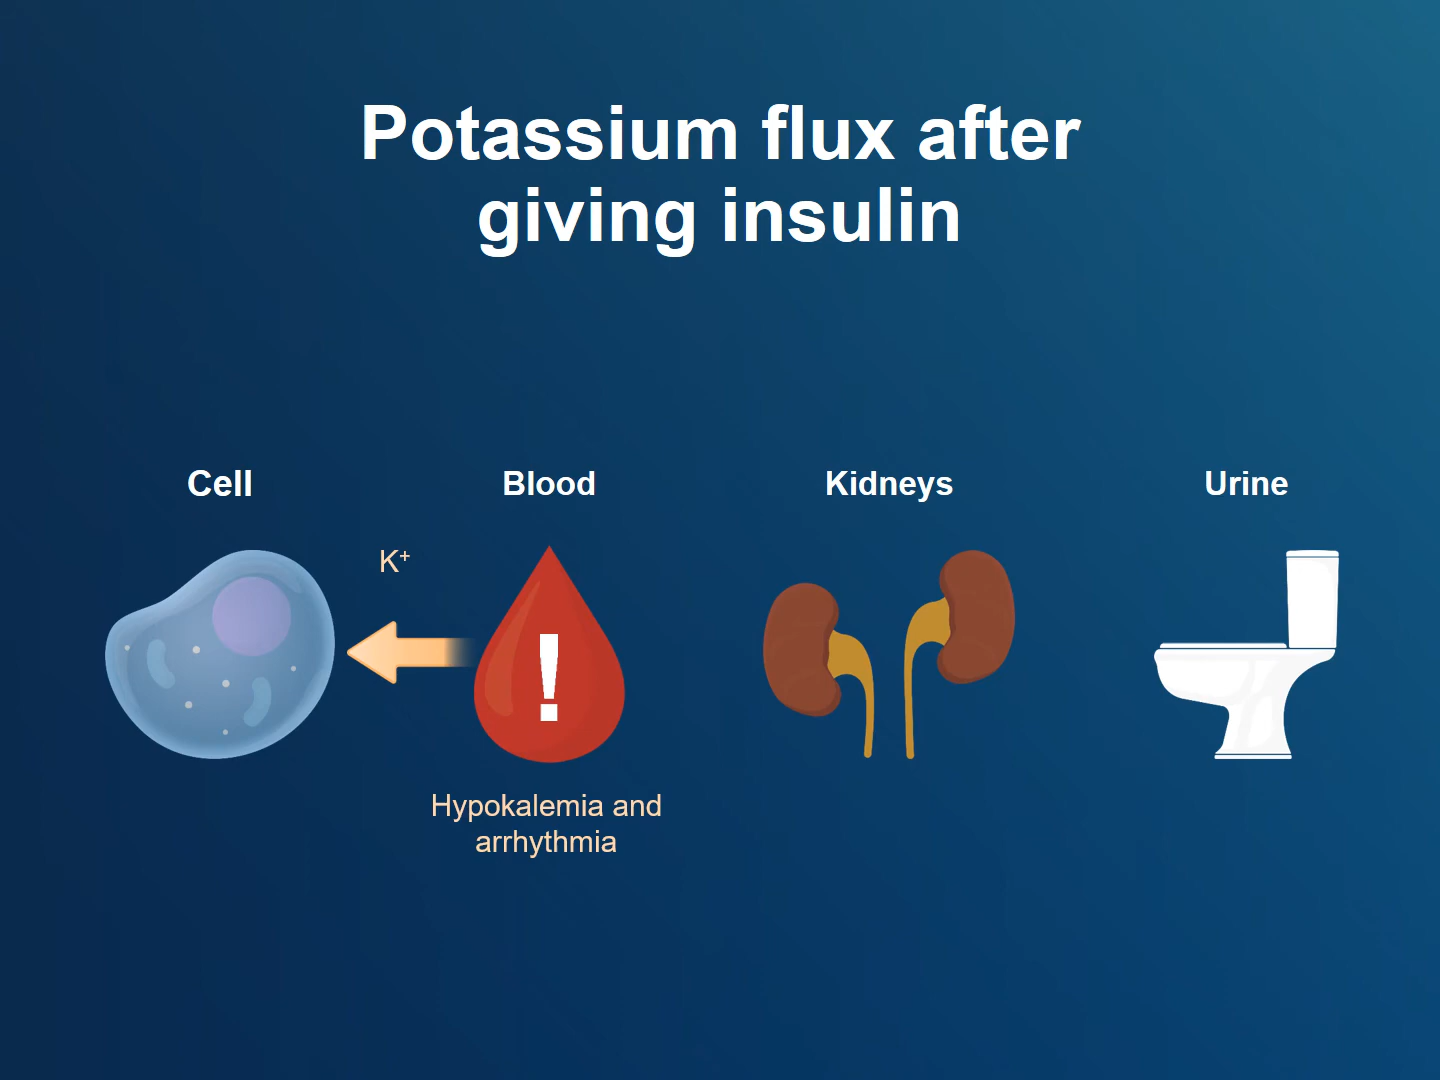 Potassium flux after
giving insulin
Cell
Blood
Kidneys
Urine
K⁺
!
Hypokalemia and
arrhythmia